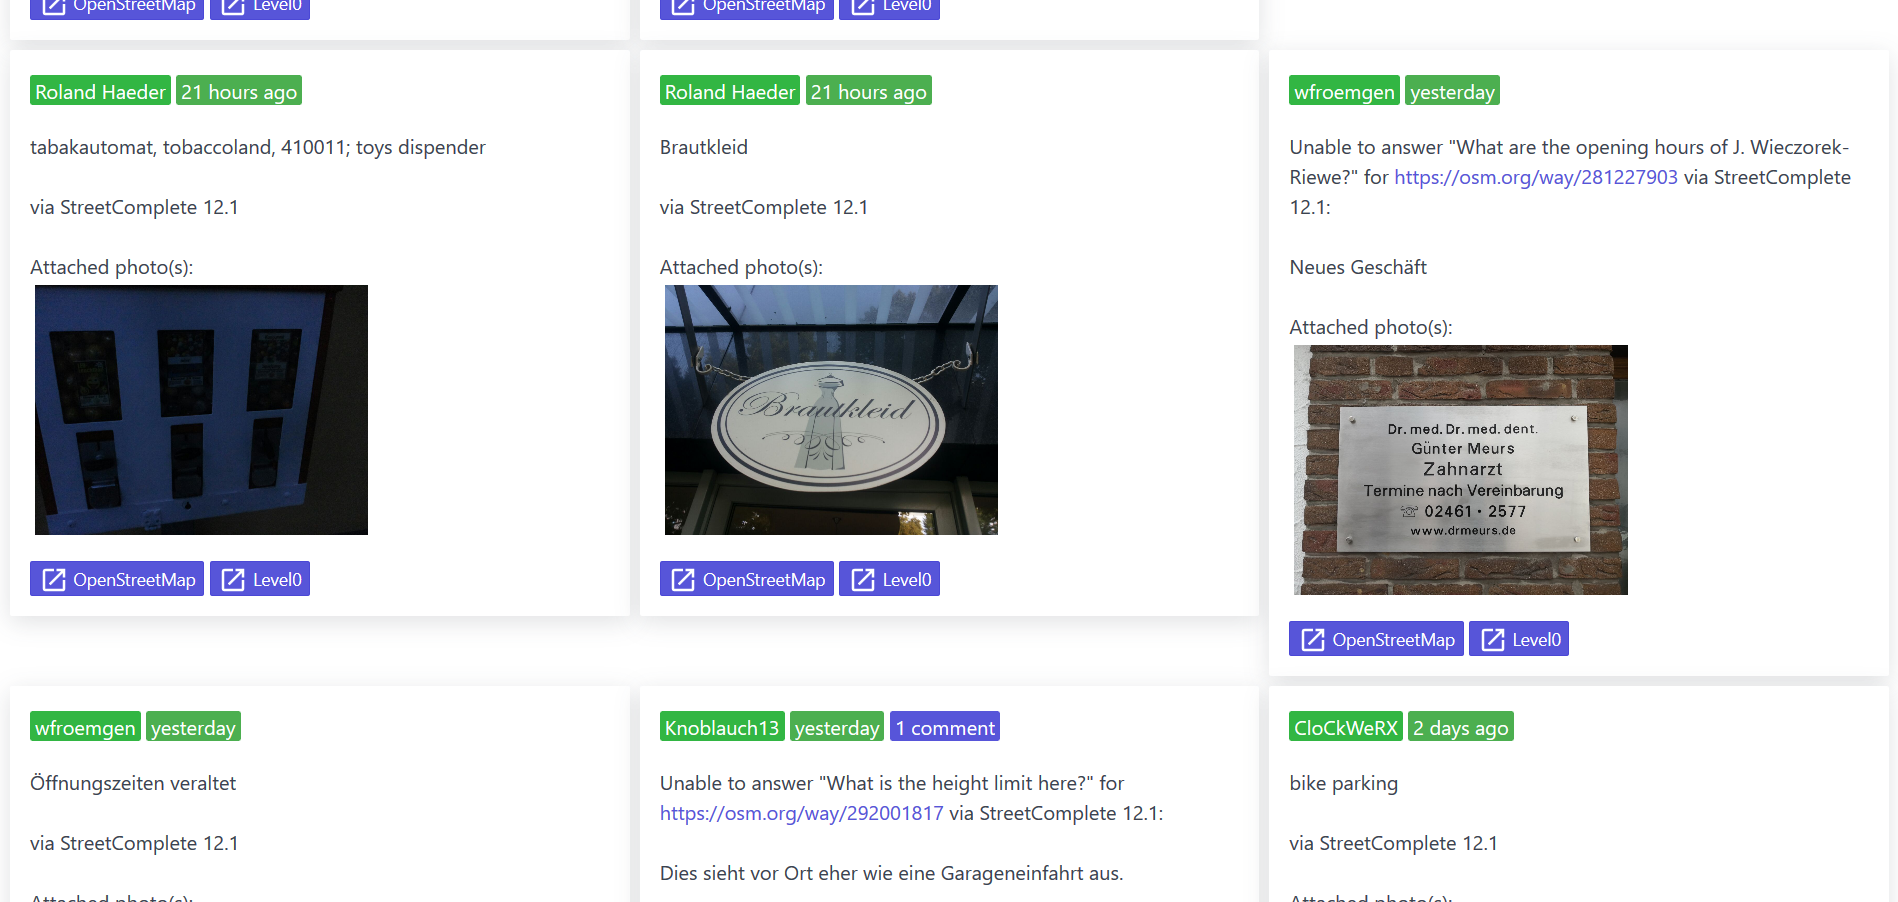 OpenStreetMap Level0
OpenStreetMap Level0
Roland Haeder 21 hours ago
tabakautomat, tobaccoland, 410011; toys dispender
via StreetComplete 12.1
Attached photo(s):
OpenStreetMap Level0
Roland Haeder 21 hours ago
Brautkleid
via StreetComplete 12.1
Attached photo(s):
Brautkleid
OpenStreetMap Level0
wfroemgen yesterday
Unable to answer "What are the opening hours of J. Wieczorek-
Riewe?" for https://osm.org/way/281227903 via StreetComplete
12.1:
Neues Geschäft
Attached photo(s):
Dr. med. Dr. med. dent.
Günter Meurs
Zahnarzt
Termine nach Vereinbarung
☏ 02461 · 2577
www.drmeurs.de
OpenStreetMap Level0
wfroemgen yesterday
Öffnungszeiten veraltet
via StreetComplete 12.1
Attached photo(s):
Knoblauch13 yesterday 1 comment
Unable to answer "What is the height limit here?" for
https://osm.org/way/292001817 via StreetComplete 12.1:
Dies sieht vor Ort eher wie eine Garageneinfahrt aus.
CloCkWeRX 2 days ago
bike parking
via StreetComplete 12.1
Attached photo(s):